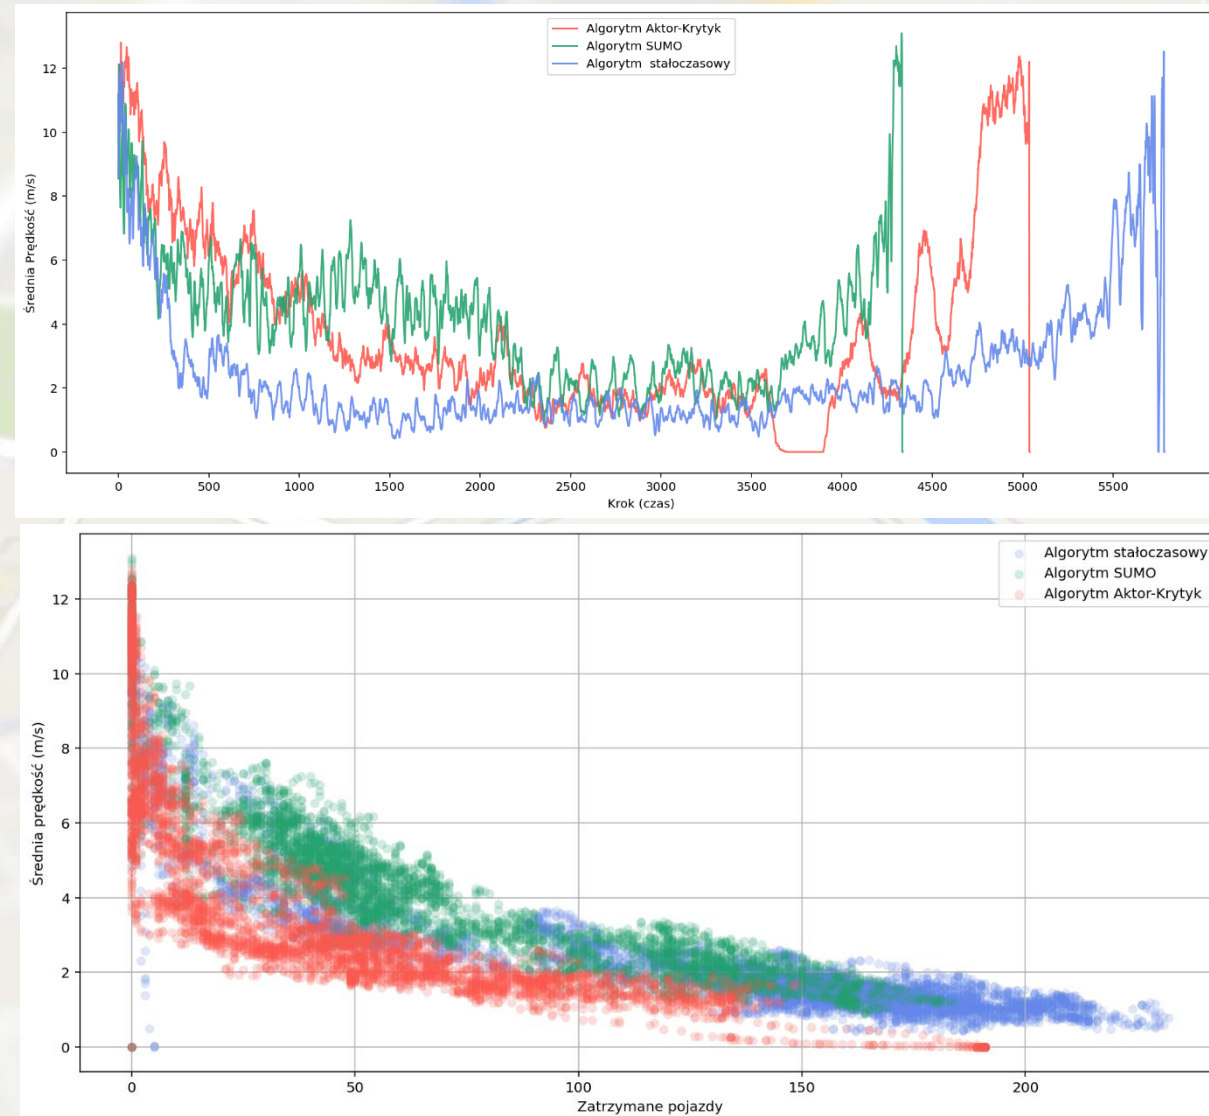 Algorytm Aktor-Krytyk
Algorytm SUMO
Algorytm stałoczasowy
Średnia Prędkość (m/s)
12
10
8
6
4
2
0
0 500 1000 1500 2000 2500 3000 3500 4000 4500 5000 5500
Krok (czas)
Algorytm stałoczasowy
Algorytm SUMO
Algorytm Aktor-Krytyk
Średnia prędkość (m/s)
12
10
8
6
4
2
0
0 50 100 150 200
Zatrzymane pojazdy